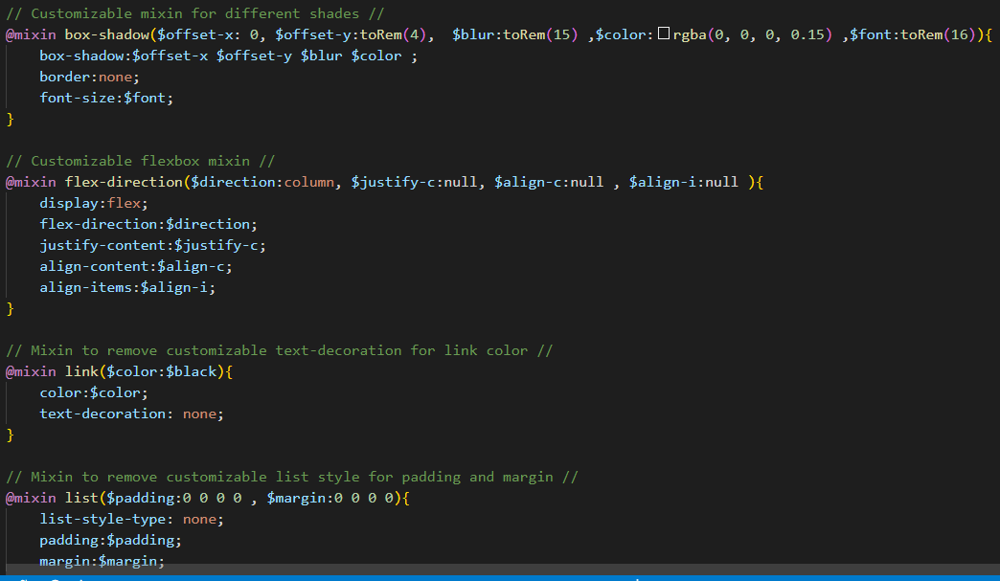 // Customizable mixin for different shades //
@mixin box-shadow($offset-x: 0, $offset-y:toRem(4),  $blur:toRem(15) ,$color:rgba(0, 0, 0, 0.15) ,$font:toRem(16)){
    box-shadow:$offset-x $offset-y $blur $color ;
    border:none;
    font-size:$font;
}

// Customizable flexbox mixin //
@mixin flex-direction($direction:column, $justify-c:null, $align-c:null , $align-i:null ){
    display:flex;
    flex-direction:$direction;
    justify-content:$justify-c;
    align-content:$align-c;
    align-items:$align-i;
}

// Mixin to remove customizable text-decoration for link color //
@mixin link($color:$black){
    color:$color;
    text-decoration: none;
}

// Mixin to remove customizable list style for padding and margin //
@mixin list($padding:0 0 0 0 , $margin:0 0 0 0){
    list-style-type: none;
    padding:$padding;
    margin:$margin;